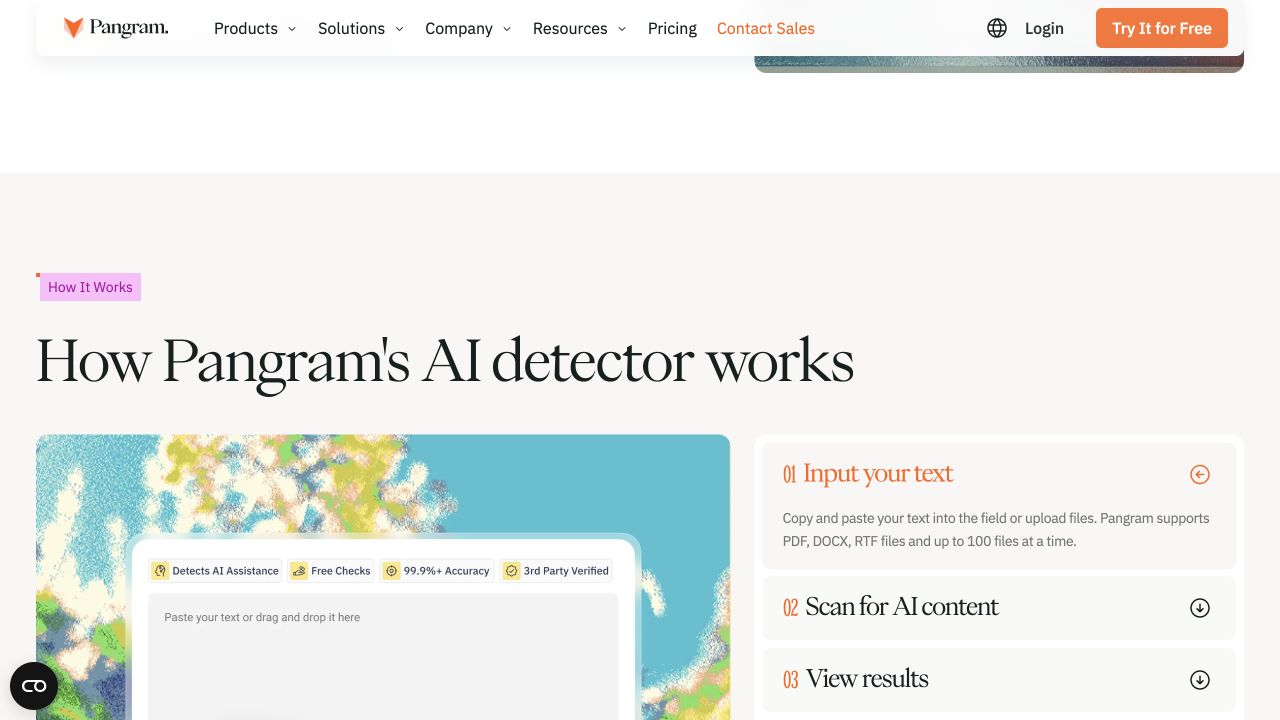 Pangram.
Products
Solutions
Company
Resources
Pricing
Contact Sales
Login
Try It for Free
How It Works
How Pangram's AI detector works
Detects AI Assistance
Free Checks
99.9%+ Accuracy
3rd Party Verified
Paste your text or drag and drop it here
01 Input your text
Copy and paste your text into the field or upload files. Pangram supports
PDF, DOCX, RTF files and up to 100 files at a time.
02 Scan for AI content
03 View results